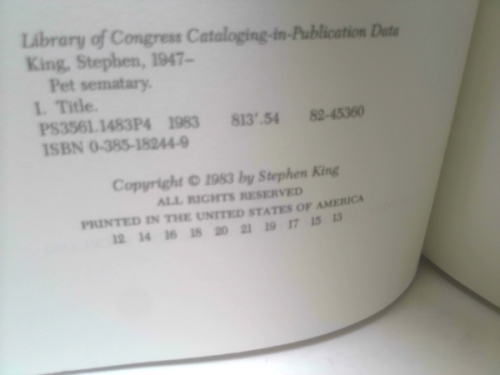 Library of Congress Cataloging-in-Publication Data
King, Stephen, 1947–
Pet sematary.
1. Title.
PS3561.1483P4 1983 813'.54 82-45360
ISBN 0-385-18244-9
Copyright © 1983 by Stephen King
ALL RIGHTS RESERVED
PRINTED IN THE UNITED STATES OF AMERICA
12 14 16 18 20 21 19 17 15 13